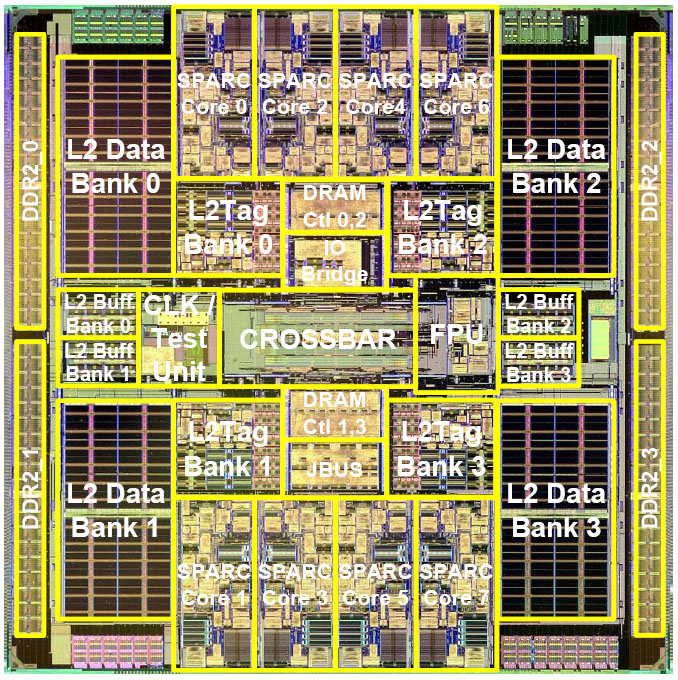 SPARC
Core 0
SPARC
Core 2
SPARC
Core4
SPARC
Core 6
DDR2_0
L2 Data
Bank 0
L2 Data
Bank 2
DDR2_2
L2Tag
Bank 0
DRAM
Ctl 0,2
L2Tag
Bank 2
IO
Bridge
L2 Buff
Bank 0
L2 Buff
Bank 1
CLK /
Test
Unit
CROSSBAR
FPU
L2 Buff
Bank 2
L2 Buff
Bank 3
DDR2_1
L2 Data
Bank 1
L2Tag
Bank 1
DRAM
Ctl 1,3
JBUS
L2Tag
Bank 3
L2 Data
Bank 3
DDR2_3
SPARC
Core 1
SPARC
Core 3
SPARC
Core 5
SPARC
Core 7